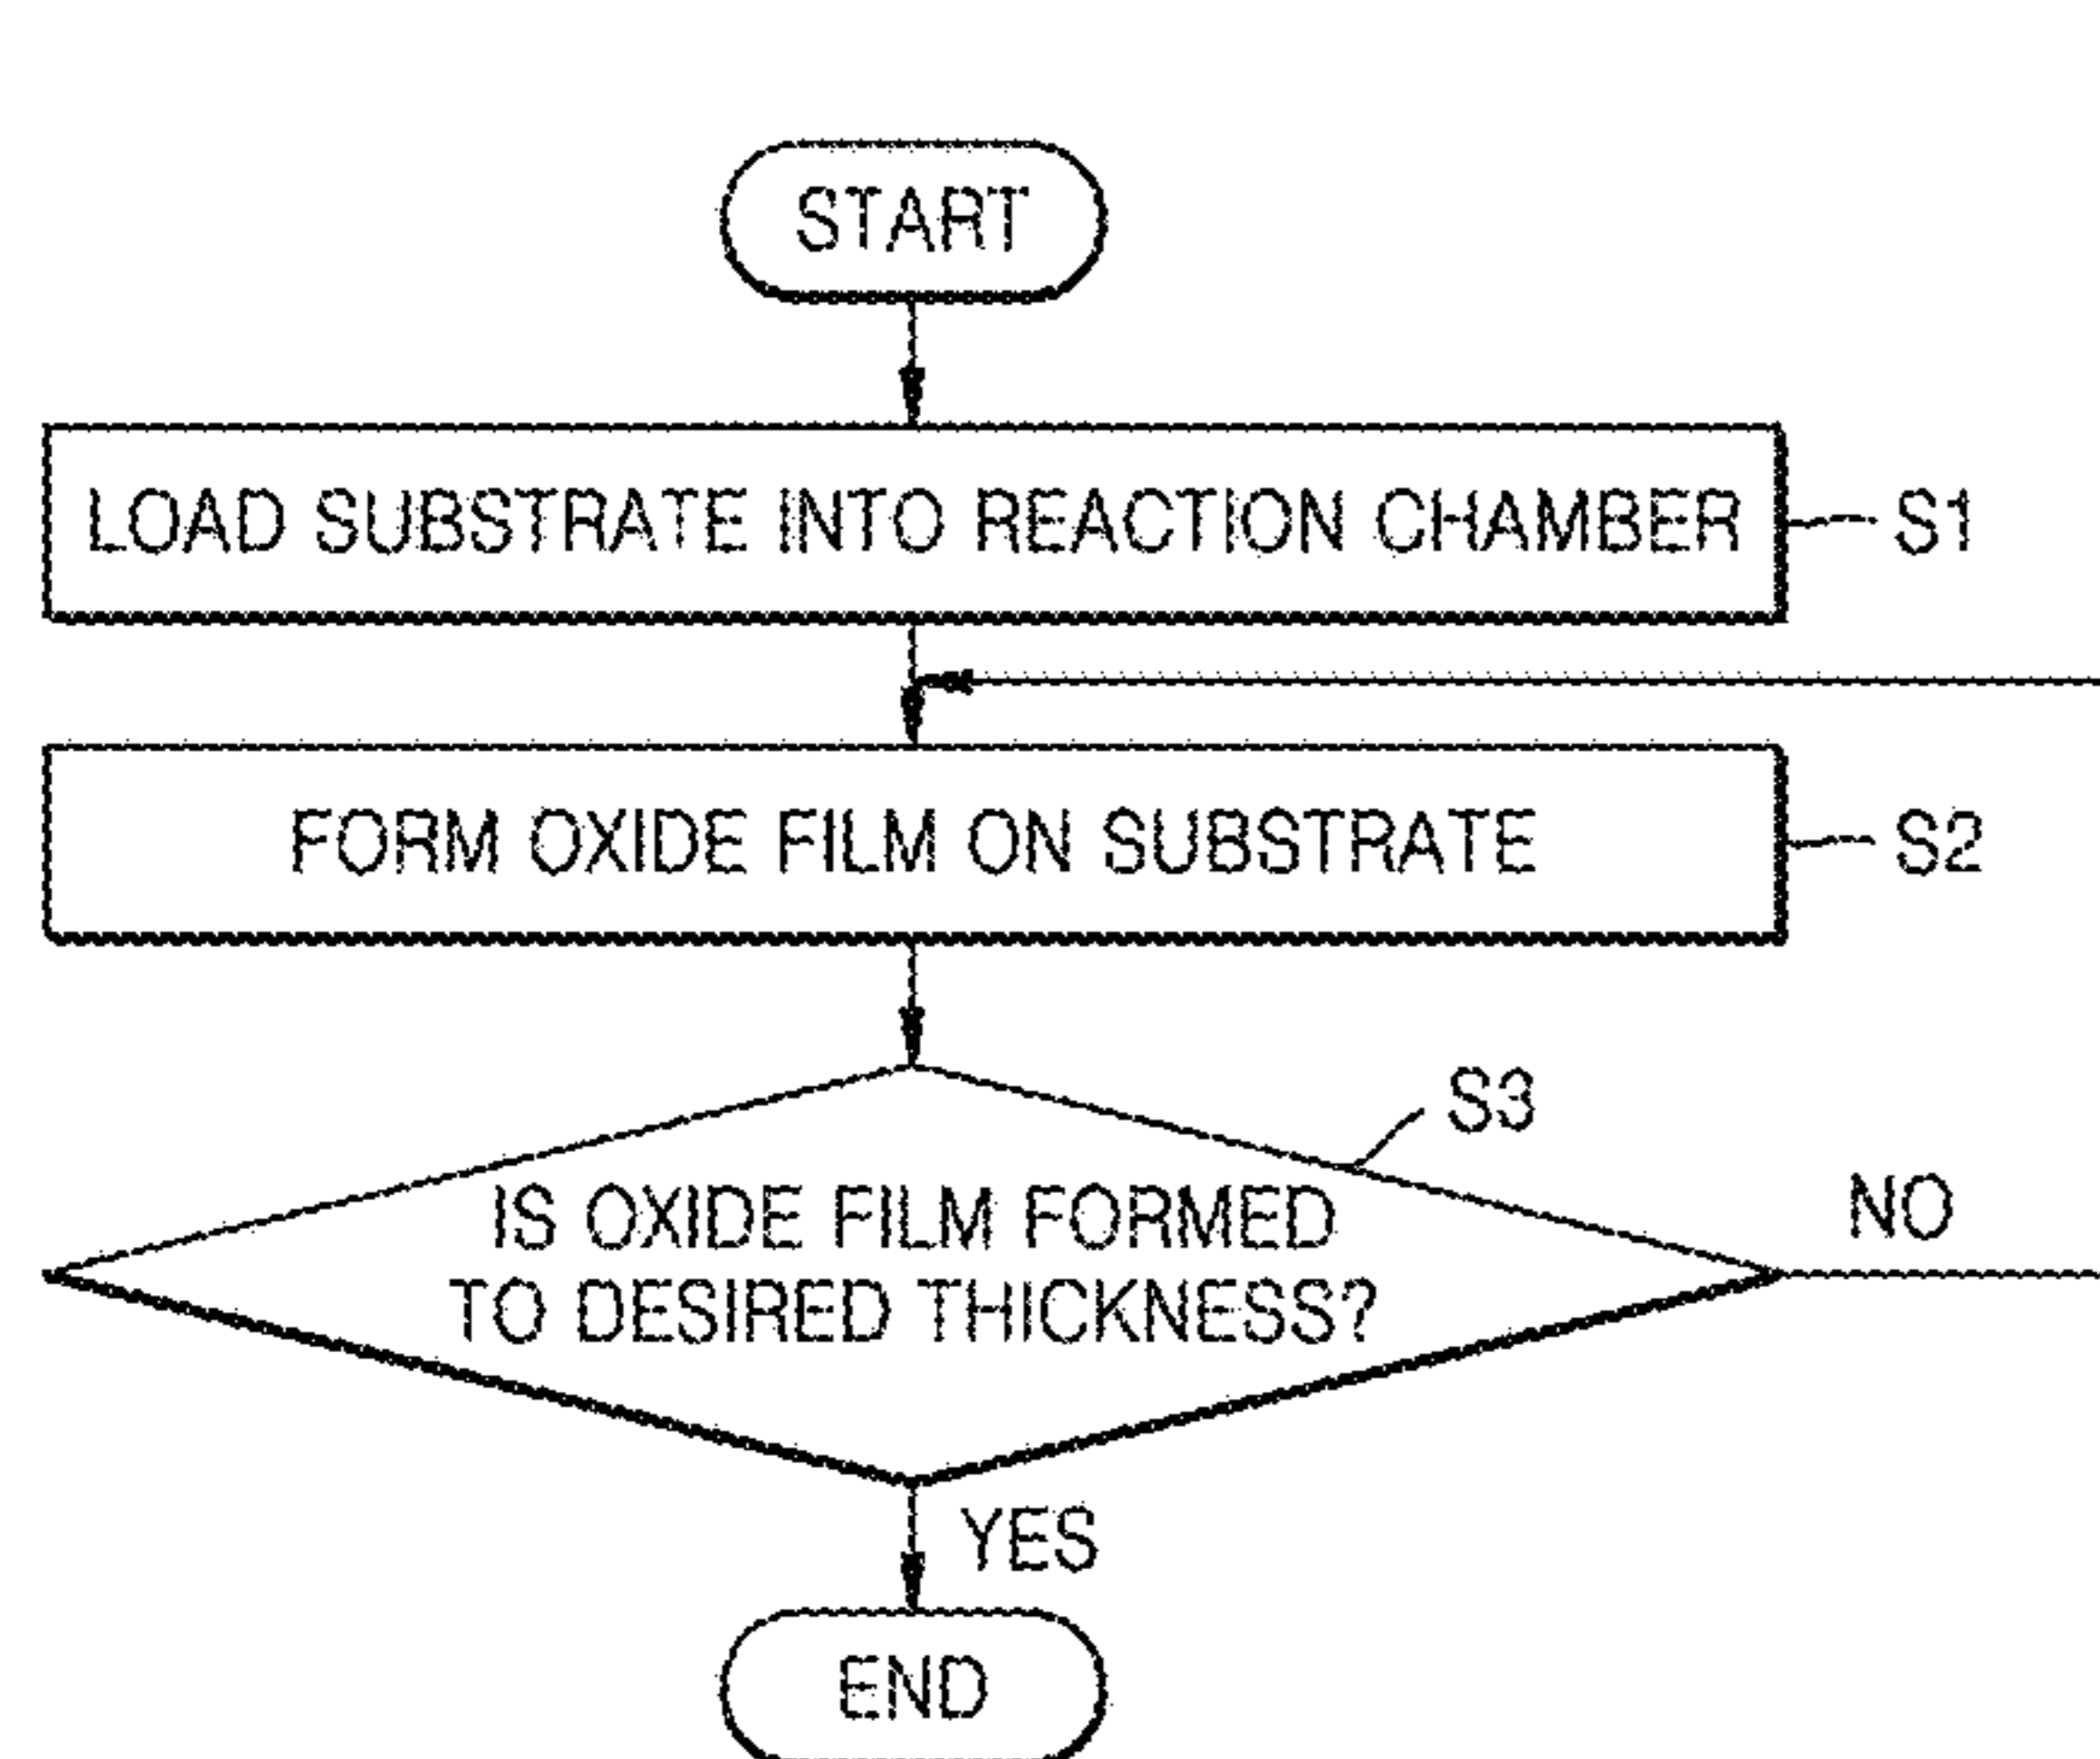 START
LOAD SUBSTRATE INTO REACTION CHAMBER
S1
FORM OXIDE FILM ON SUBSTRATE
S2
S3
IS OXIDE FILM FORMED
TO DESIRED THICKNESS?
NO
YES
END